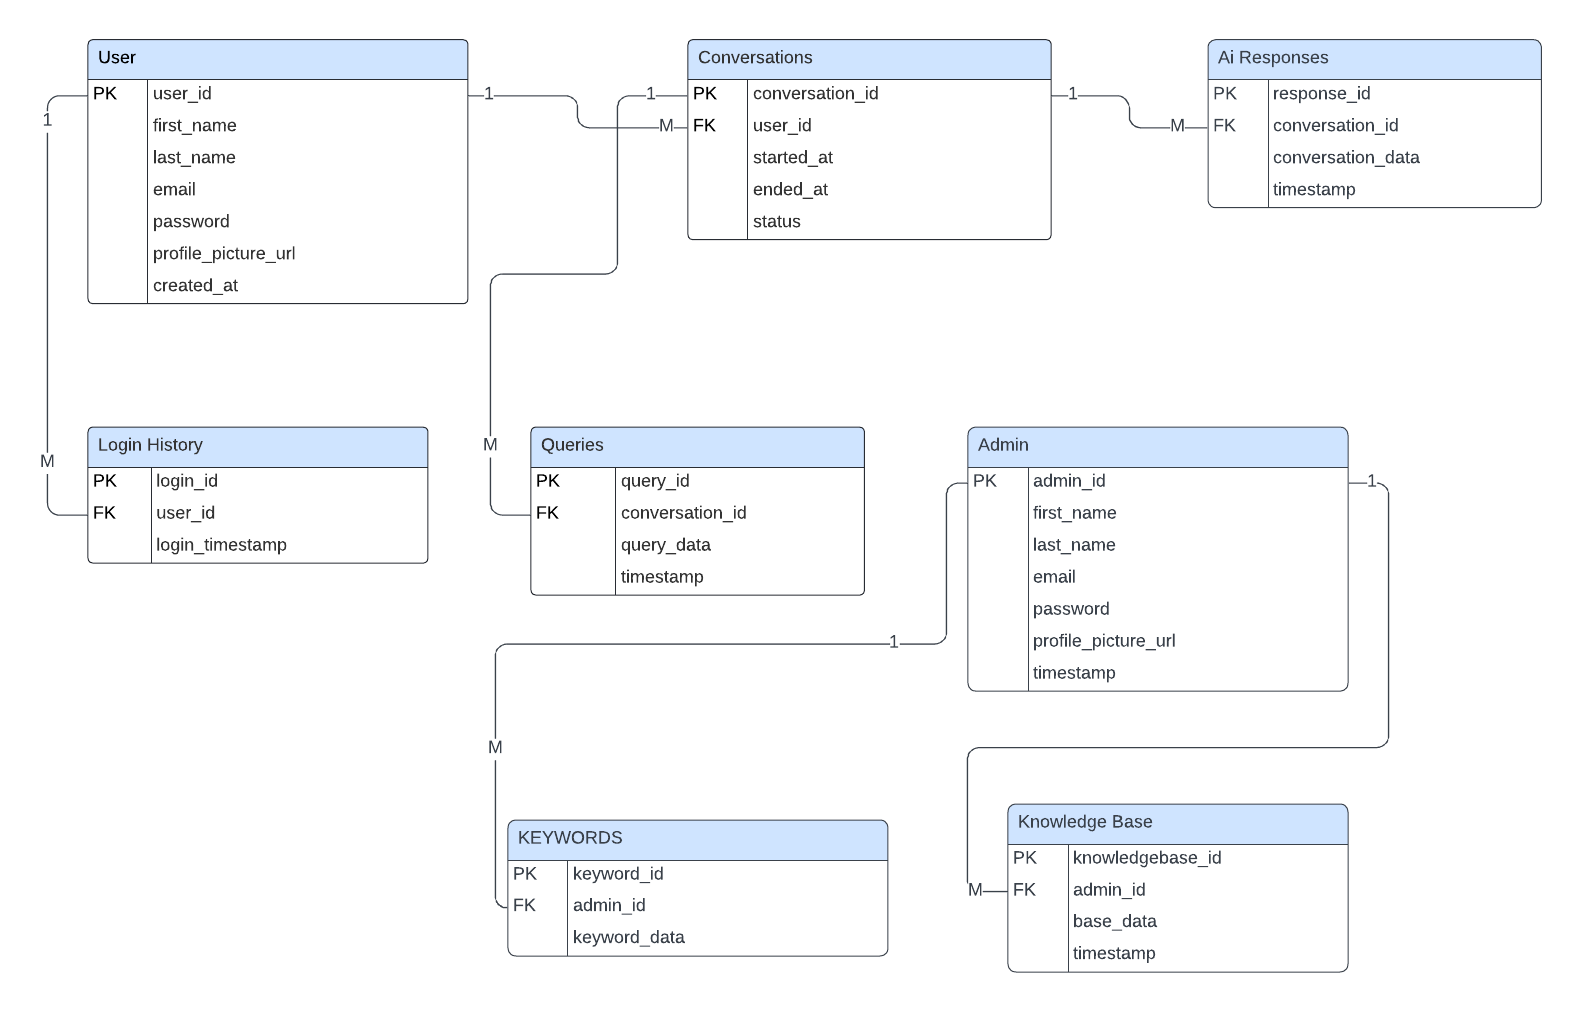 User
PK user_id
first_name
last_name
email
password
profile_picture_url
created_at
1
M
1
M
Conversations
PK conversation_id
FK user_id
started_at
ended_at
status
1
M
1
M
Ai Responses
PK response_id
FK conversation_id
conversation_data
timestamp
Login History
PK login_id
FK user_id
login_timestamp
Queries
PK query_id
FK conversation_id
query_data
timestamp
Admin
PK admin_id
first_name
last_name
email
password
profile_picture_url
timestamp
1
M
1
M
KEYWORDS
PK keyword_id
FK admin_id
keyword_data
Knowledge Base
PK knowledgebase_id
FK admin_id
base_data
timestamp